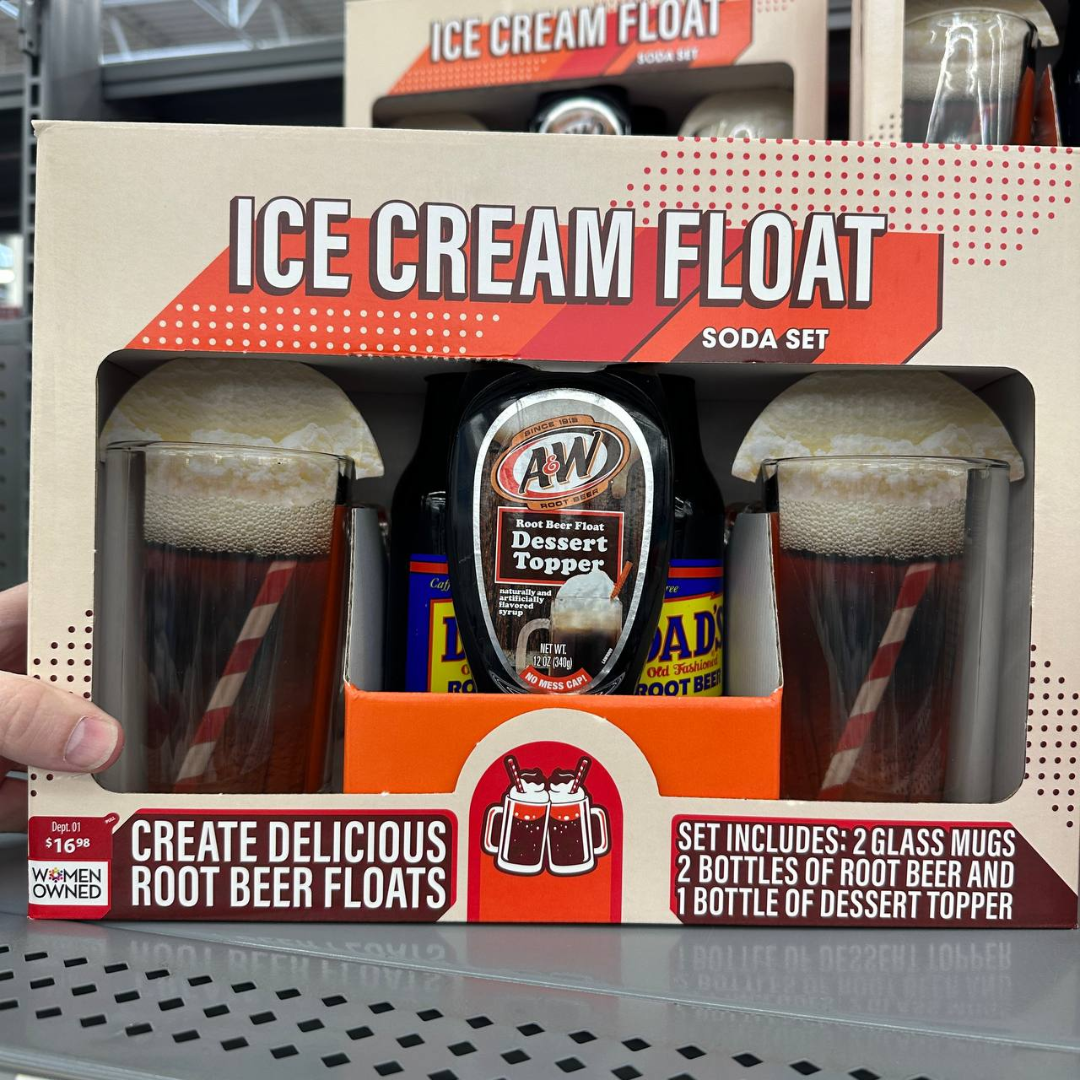 ICE CREAM FLOAT
SODA SET
ICE CREAM FLOAT
SODA SET
SINCE 1919
A&W
ROOT BEER
Root Beer Float
Dessert
Topper
naturally and
artificially
flavored
syrup
NET WT.
12 OZ (340g)
NO MESS CAP!
DAD'S
Old Fashioned
ROOT BEER
Dept. 01
$16.98
WOMEN
OWNED
CREATE DELICIOUS
ROOT BEER FLOATS
SET INCLUDES: 2 GLASS MUGS
2 BOTTLES OF ROOT BEER AND
1 BOTTLE OF DESSERT TOPPER